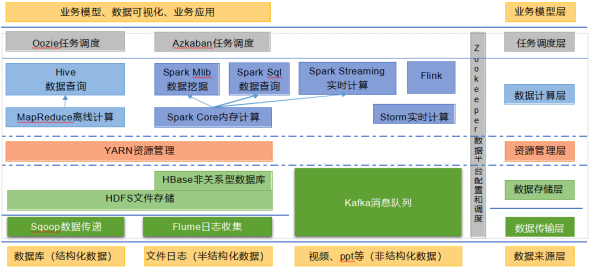 业务模型、数据可视化、业务应用
业务模型层
Oozie任务调度
Azkaban任务调度
任务调度层
Hive
数据查询
Spark Mlib
数据挖掘
Spark Sql
数据查询
Spark Streaming
实时计算
Flink
数据计算层
MapReduce离线计算
Spark Core内存计算
Storm实时计算
Zookeeper数据平台配置和调度
YARN资源管理
资源管理层
HBase非关系型数据库
HDFS文件存储
Kafka消息队列
数据存储层
Sqoop数据传递
Flume日志收集
数据传输层
数据库（结构化数据）
文件日志（半结构化数据）
视频、ppt等（非结构化数据）
数据来源层